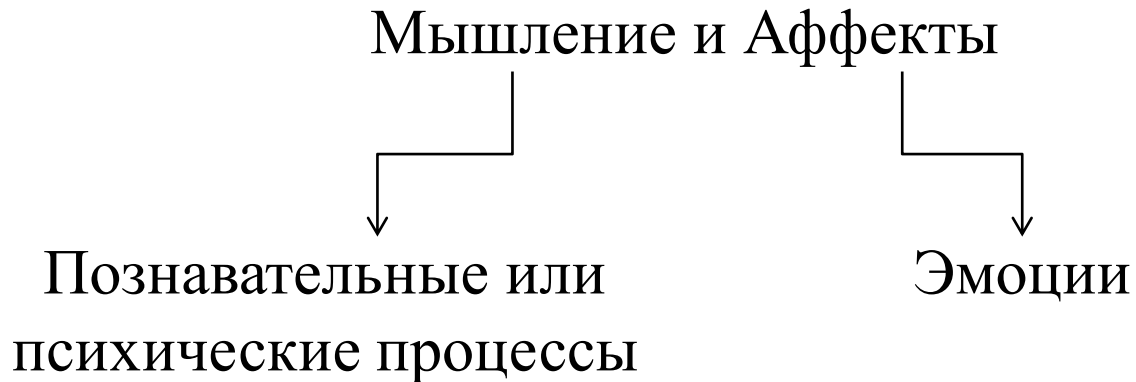 Мышление и Аффекты
Познавательные или
психические процессы
Эмоции